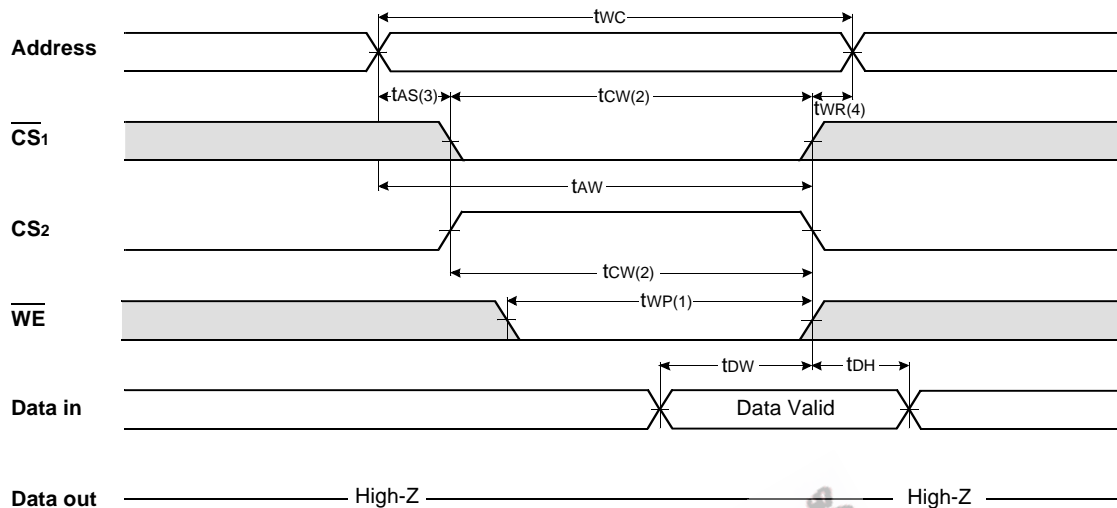 tWC
Address
tAS(3) tCW(2) tWR(4)
CS1
tAW
CS2
tCW(2)
tWP(1)
WE
tDW tDH
Data in Data Valid
Data out High-Z High-Z